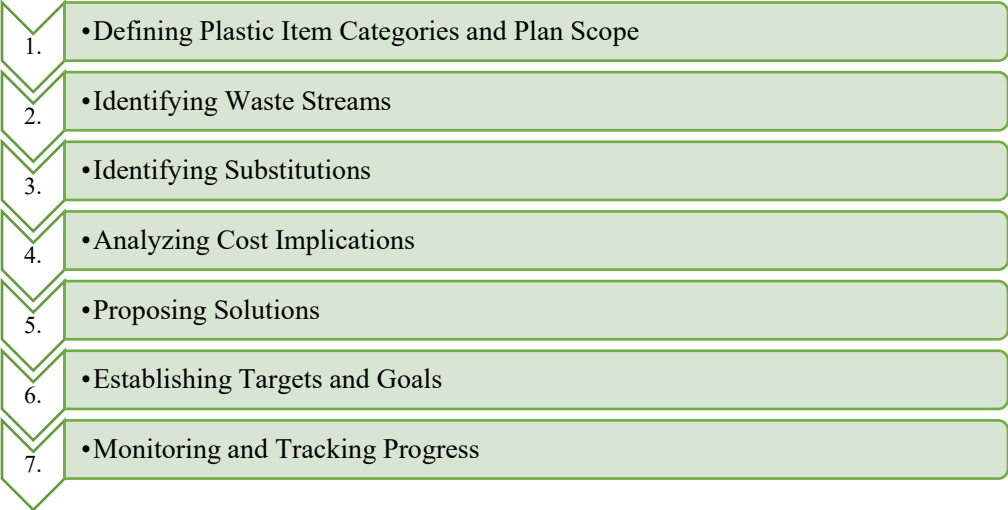 1. •Defining Plastic Item Categories and Plan Scope
2. •Identifying Waste Streams
3. •Identifying Substitutions
4. •Analyzing Cost Implications
5. •Proposing Solutions
6. •Establishing Targets and Goals
7. •Monitoring and Tracking Progress